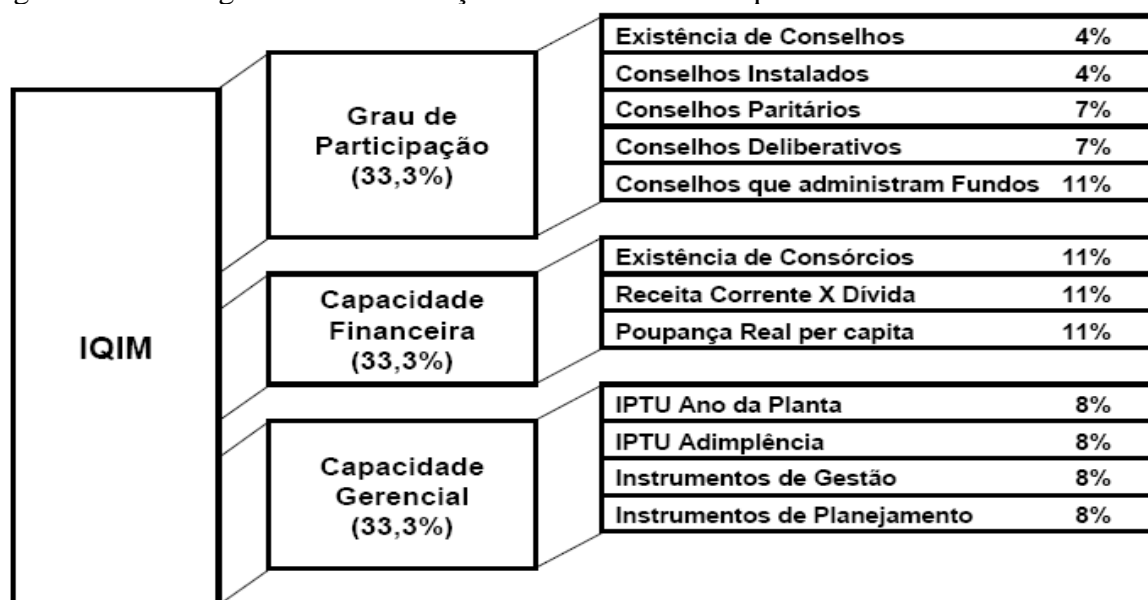 IQIM
Grau de
Participação
(33,3%)
Existência de Conselhos 4%
Conselhos Instalados 4%
Conselhos Paritários 7%
Conselhos Deliberativos 7%
Conselhos que administram Fundos 11%
Capacidade
Financeira
(33,3%)
Existência de Consórcios 11%
Receita Corrente X Dívida 11%
Poupança Real per capita 11%
Capacidade
Gerencial
(33,3%)
IPTU Ano da Planta 8%
IPTU Adimplência 8%
Instrumentos de Gestão 8%
Instrumentos de Planejamento 8%